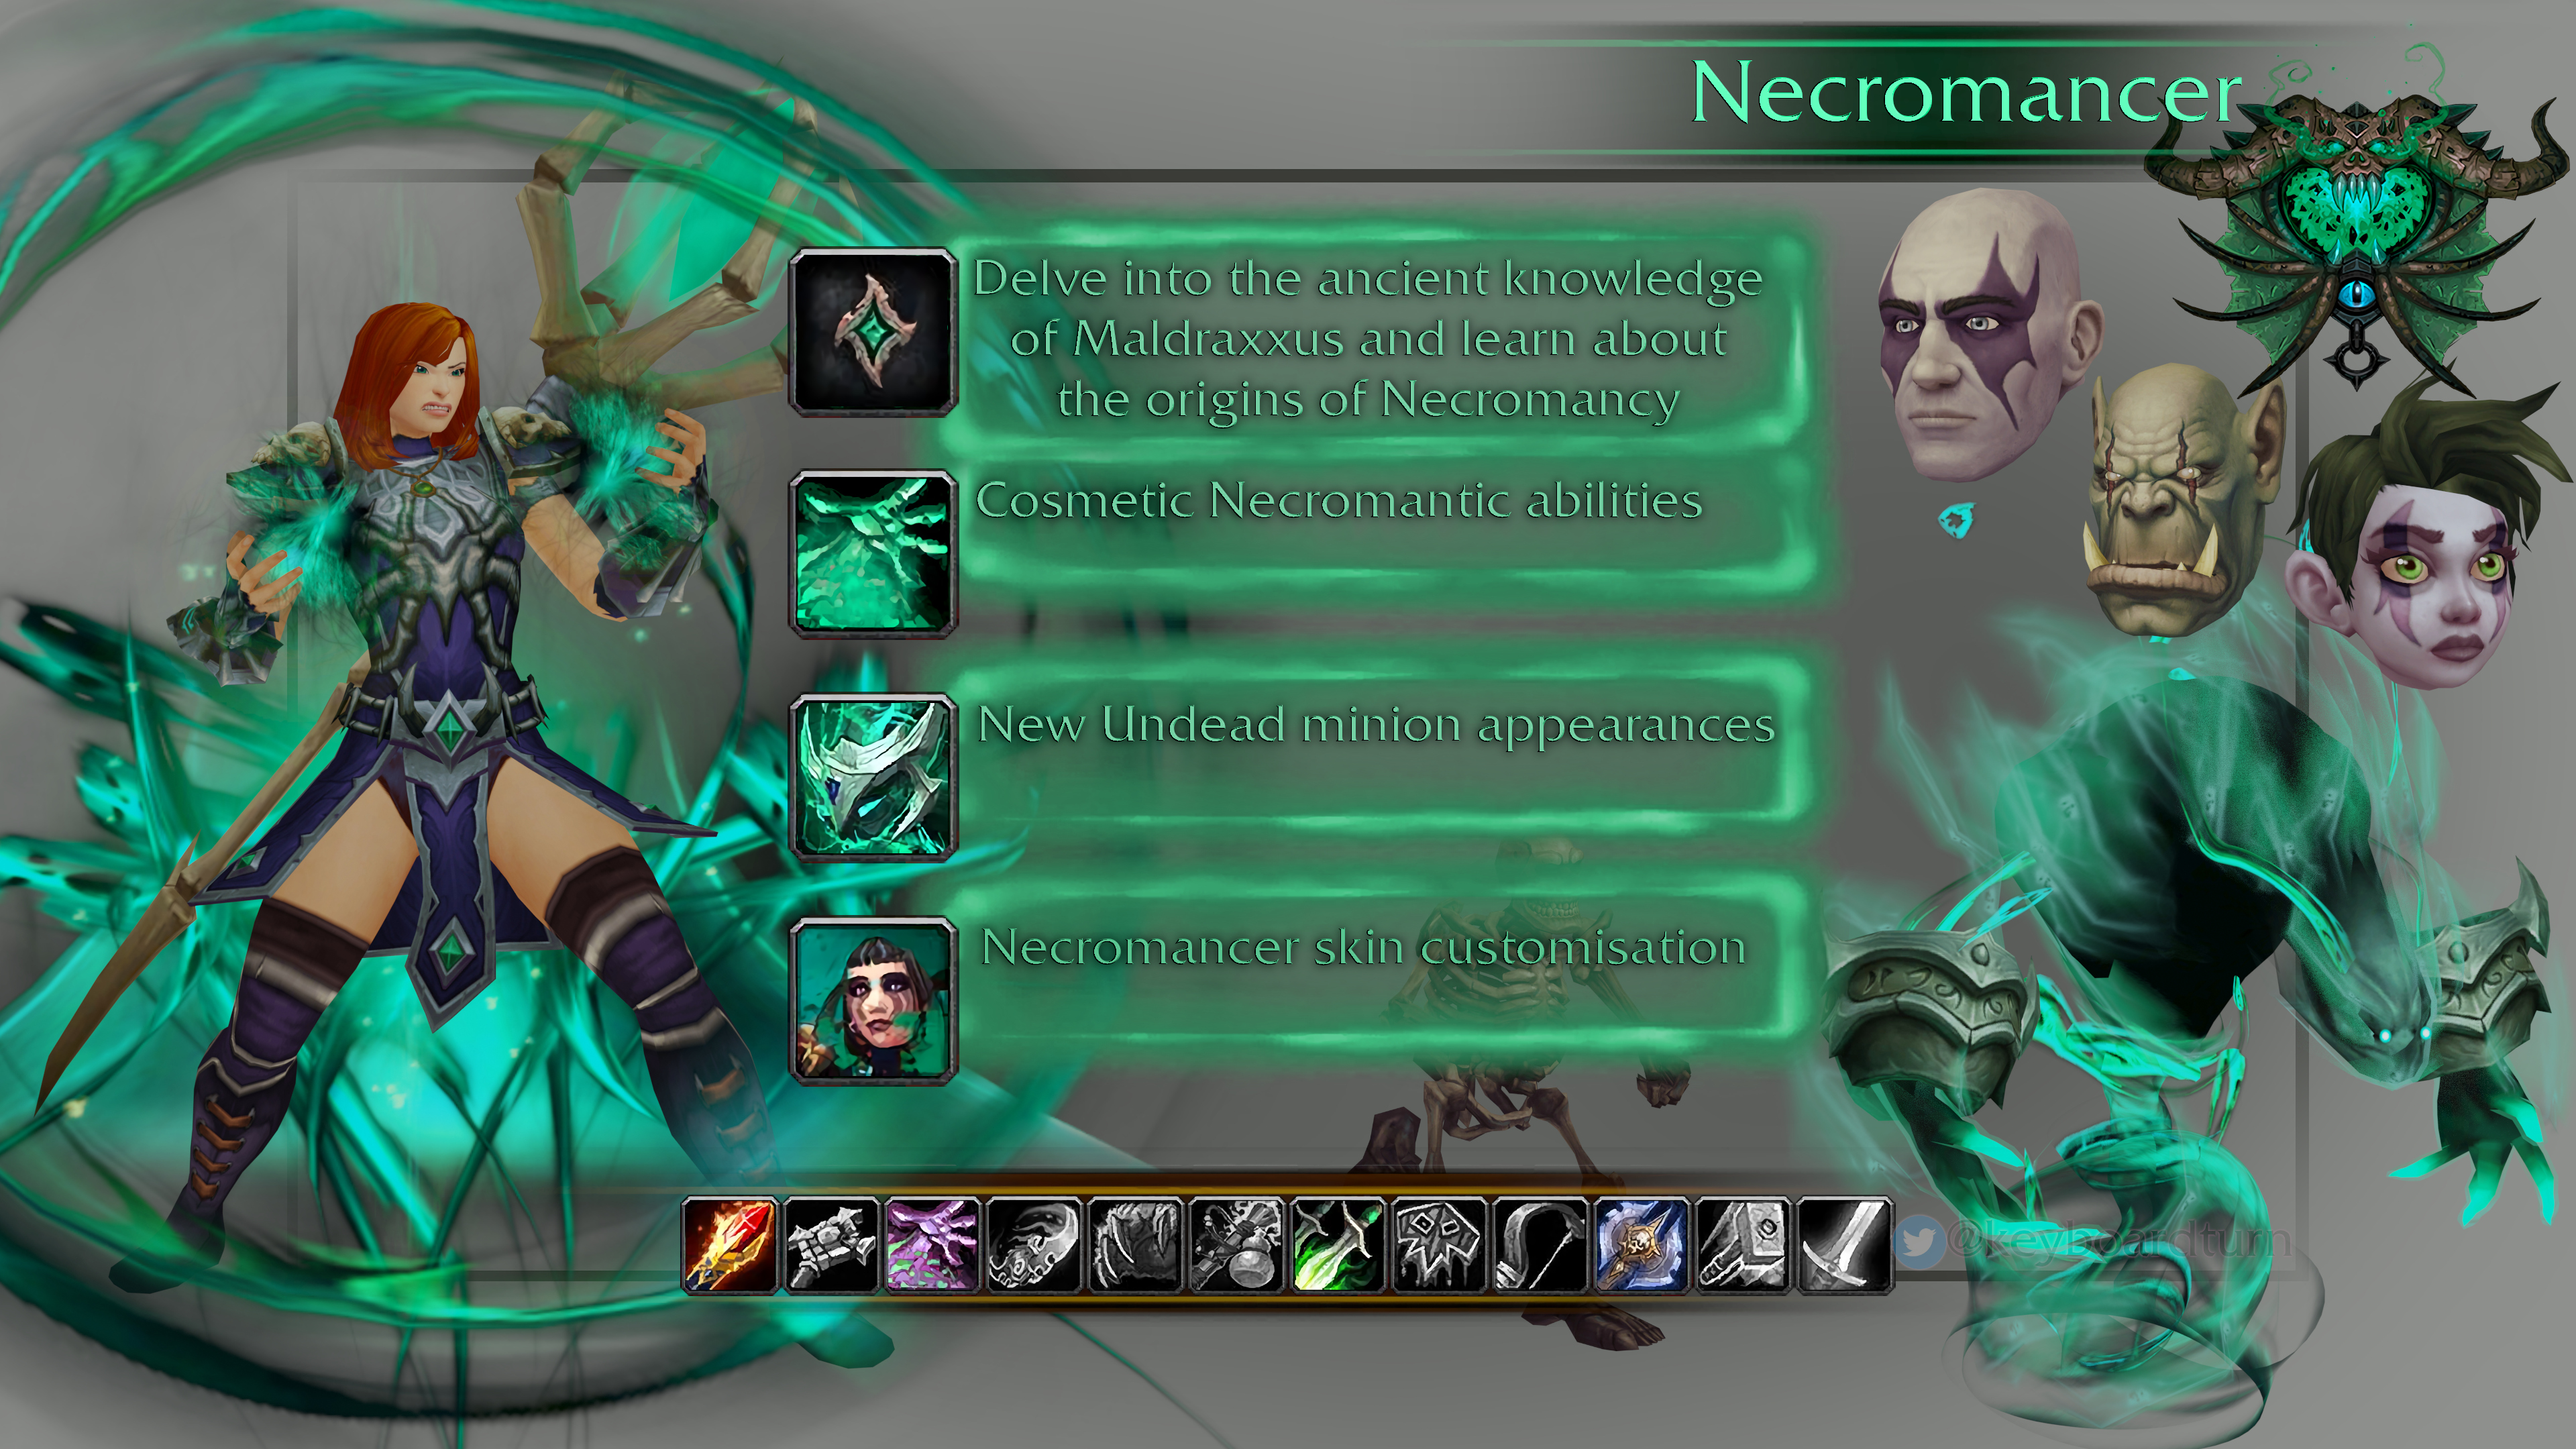 Necromancer
Delve into the ancient knowledge
of Maldraxxus and learn about
the origins of Necromancy
Cosmetic Necromantic abilities
New Undead minion appearances
Necromancer skin customisation
@keyboardturn